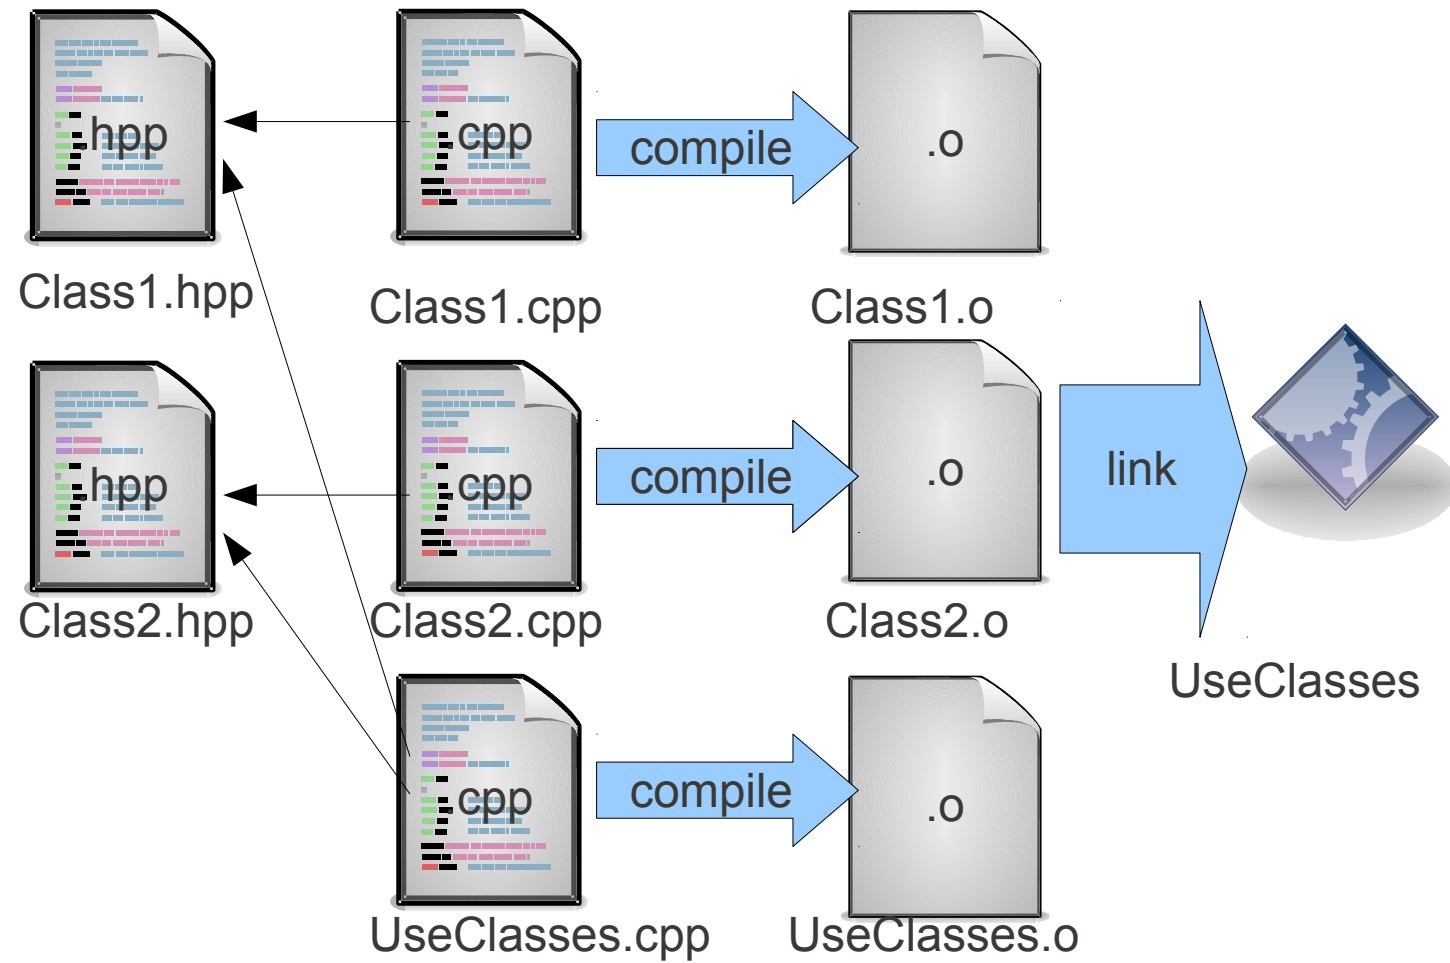 .hpp
.cpp
compile
.o
Class1.hpp
Class1.cpp
Class1.o
.hpp
.cpp
compile
.o
link
Class2.hpp
Class2.cpp
Class2.o
UseClasses
.cpp
compile
.o
UseClasses.cpp
UseClasses.o